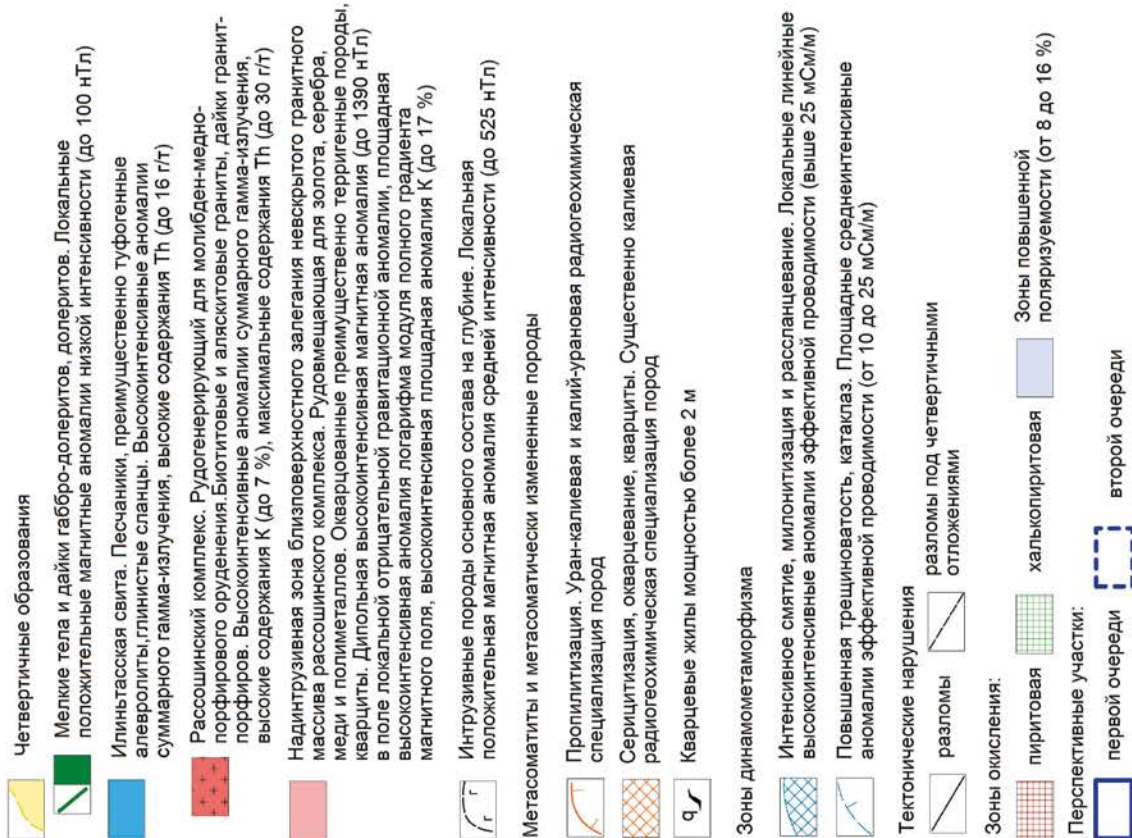 Четвертичные образования
Мелкие тела и дайки габбро-долеритов, долеритов. Локальные
положительные магнитные аномалии низкой интенсивности (до 100 нТл)
Илиньтасская свита. Песчаники, преимущественно туфогенные
алевролиты,глинистые сланцы. Высокоинтенсивные аномалии
суммарного гамма-излучения, высокие содержания Th (до 16 г/т)
Рассошинский комплекс. Рудогенерирующий для молибден-медно-
порфирового оруденения.Биотитовые и аляскитовые граниты, дайки гранит-
порфиров. Высокоинтенсивные аномалии суммарного гамма-излучения,
высокие содержания К (до 7 %), максимальные содержания Th (до 30 г/т)
Надинтрузивная зона близповерхностного залегания невскрытого гранитного
массива рассошинского комплекса. Рудовмещающая для золота, серебра,
меди и полиметаллов. Окварцованные преимущественно терригенные породы,
кварциты. Дипольная высокоинтенсивная магнитная аномалия (до 1390 нТл)
в поле локальной отрицательной гравитационной аномалии, площадная
высокоинтенсивная аномалия логарифма модуля полного градиента
магнитного поля, высокоинтенсивная площадная аномалия К (до 17 %)
г г
Интрузивные породы основного состава на глубине. Локальная
положительная магнитная аномалия средней интенсивности (до 525 нТл)
Метасоматиты и метасоматически измененные породы
Пропилитизация. Уран-калиевая и калий-урановая радиогеохимическая
специализация пород
Серицитизация, окварцевание, кварциты. Существенно калиевая
радиогеохимическая специализация пород
q
Кварцевые жилы мощностью более 2 м
Зоны динамометаморфизма
Интенсивное смятие, милонитизация и рассланцевание. Локальные линейные
высокоинтенсивные аномалии эффективной проводимости (выше 25 мСм/м)
Повышенная трещиноватость, катаклаз. Площадные среднеинтенсивные
аномалии эффективной проводимости (от 10 до 25 мСм/м)
Тектонические нарушения
разломы
разломы под четвертичными
отложениями
Зоны окисления:
пиритовая
халькопиритовая
Зоны повышенной
поляризуемости (от 8 до 16 %)
Перспективные участки:
первой очереди
второй очереди